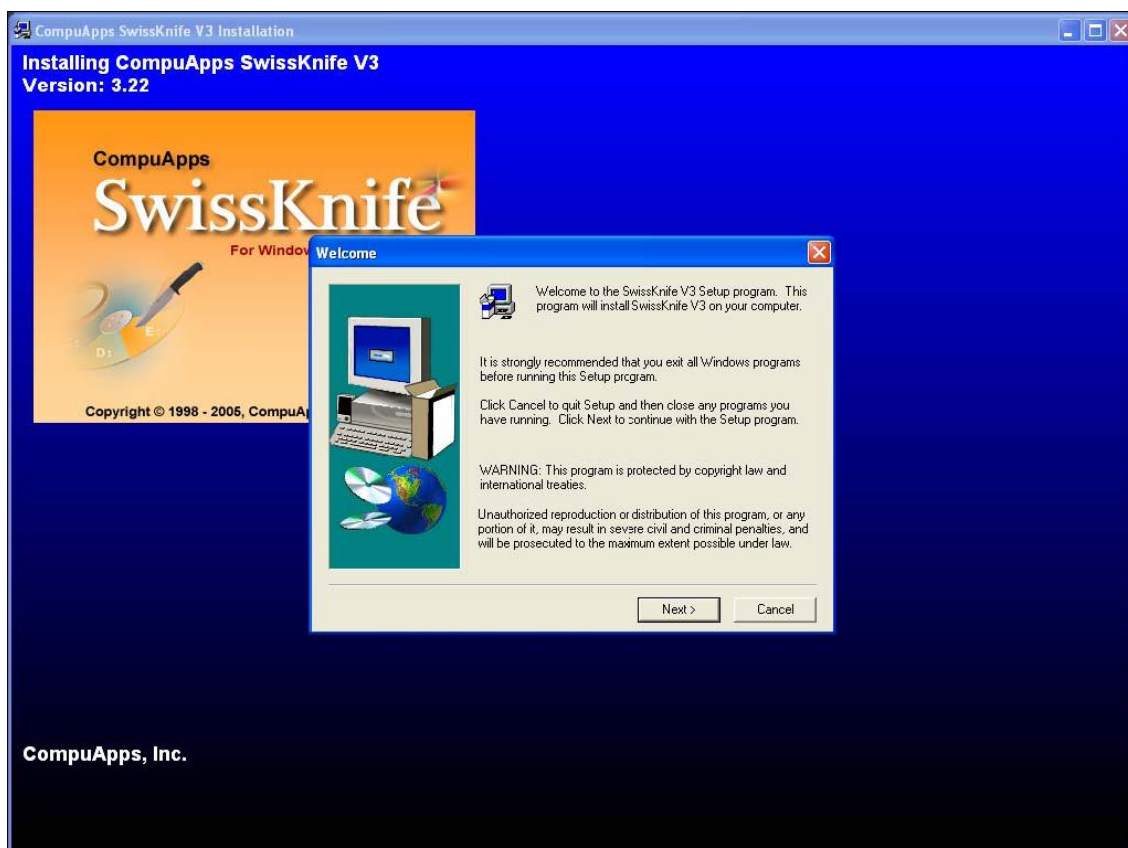 CompuApps SwissKnife V3 Installation
Installing CompuApps SwissKnife V3
Version: 3.22
CompuApps
SwissKnife
For Window
E:
D:
Copyright © 1998 - 2005, CompuAp
Welcome
Welcome to the SwissKnife V3 Setup program. This
program will install SwissKnife V3 on your computer.
It is strongly recommended that you exit all Windows programs
before running this Setup program.
Click Cancel to quit Setup and then close any programs you
have running. Click Next to continue with the Setup program.
WARNING: This program is protected by copyright law and
international treaties.
Unauthorized reproduction or distribution of this program, or any
portion of it, may result in severe civil and criminal penalties, and
will be prosecuted to the maximum extent possible under law.
Next >
Cancel
CompuApps, Inc.